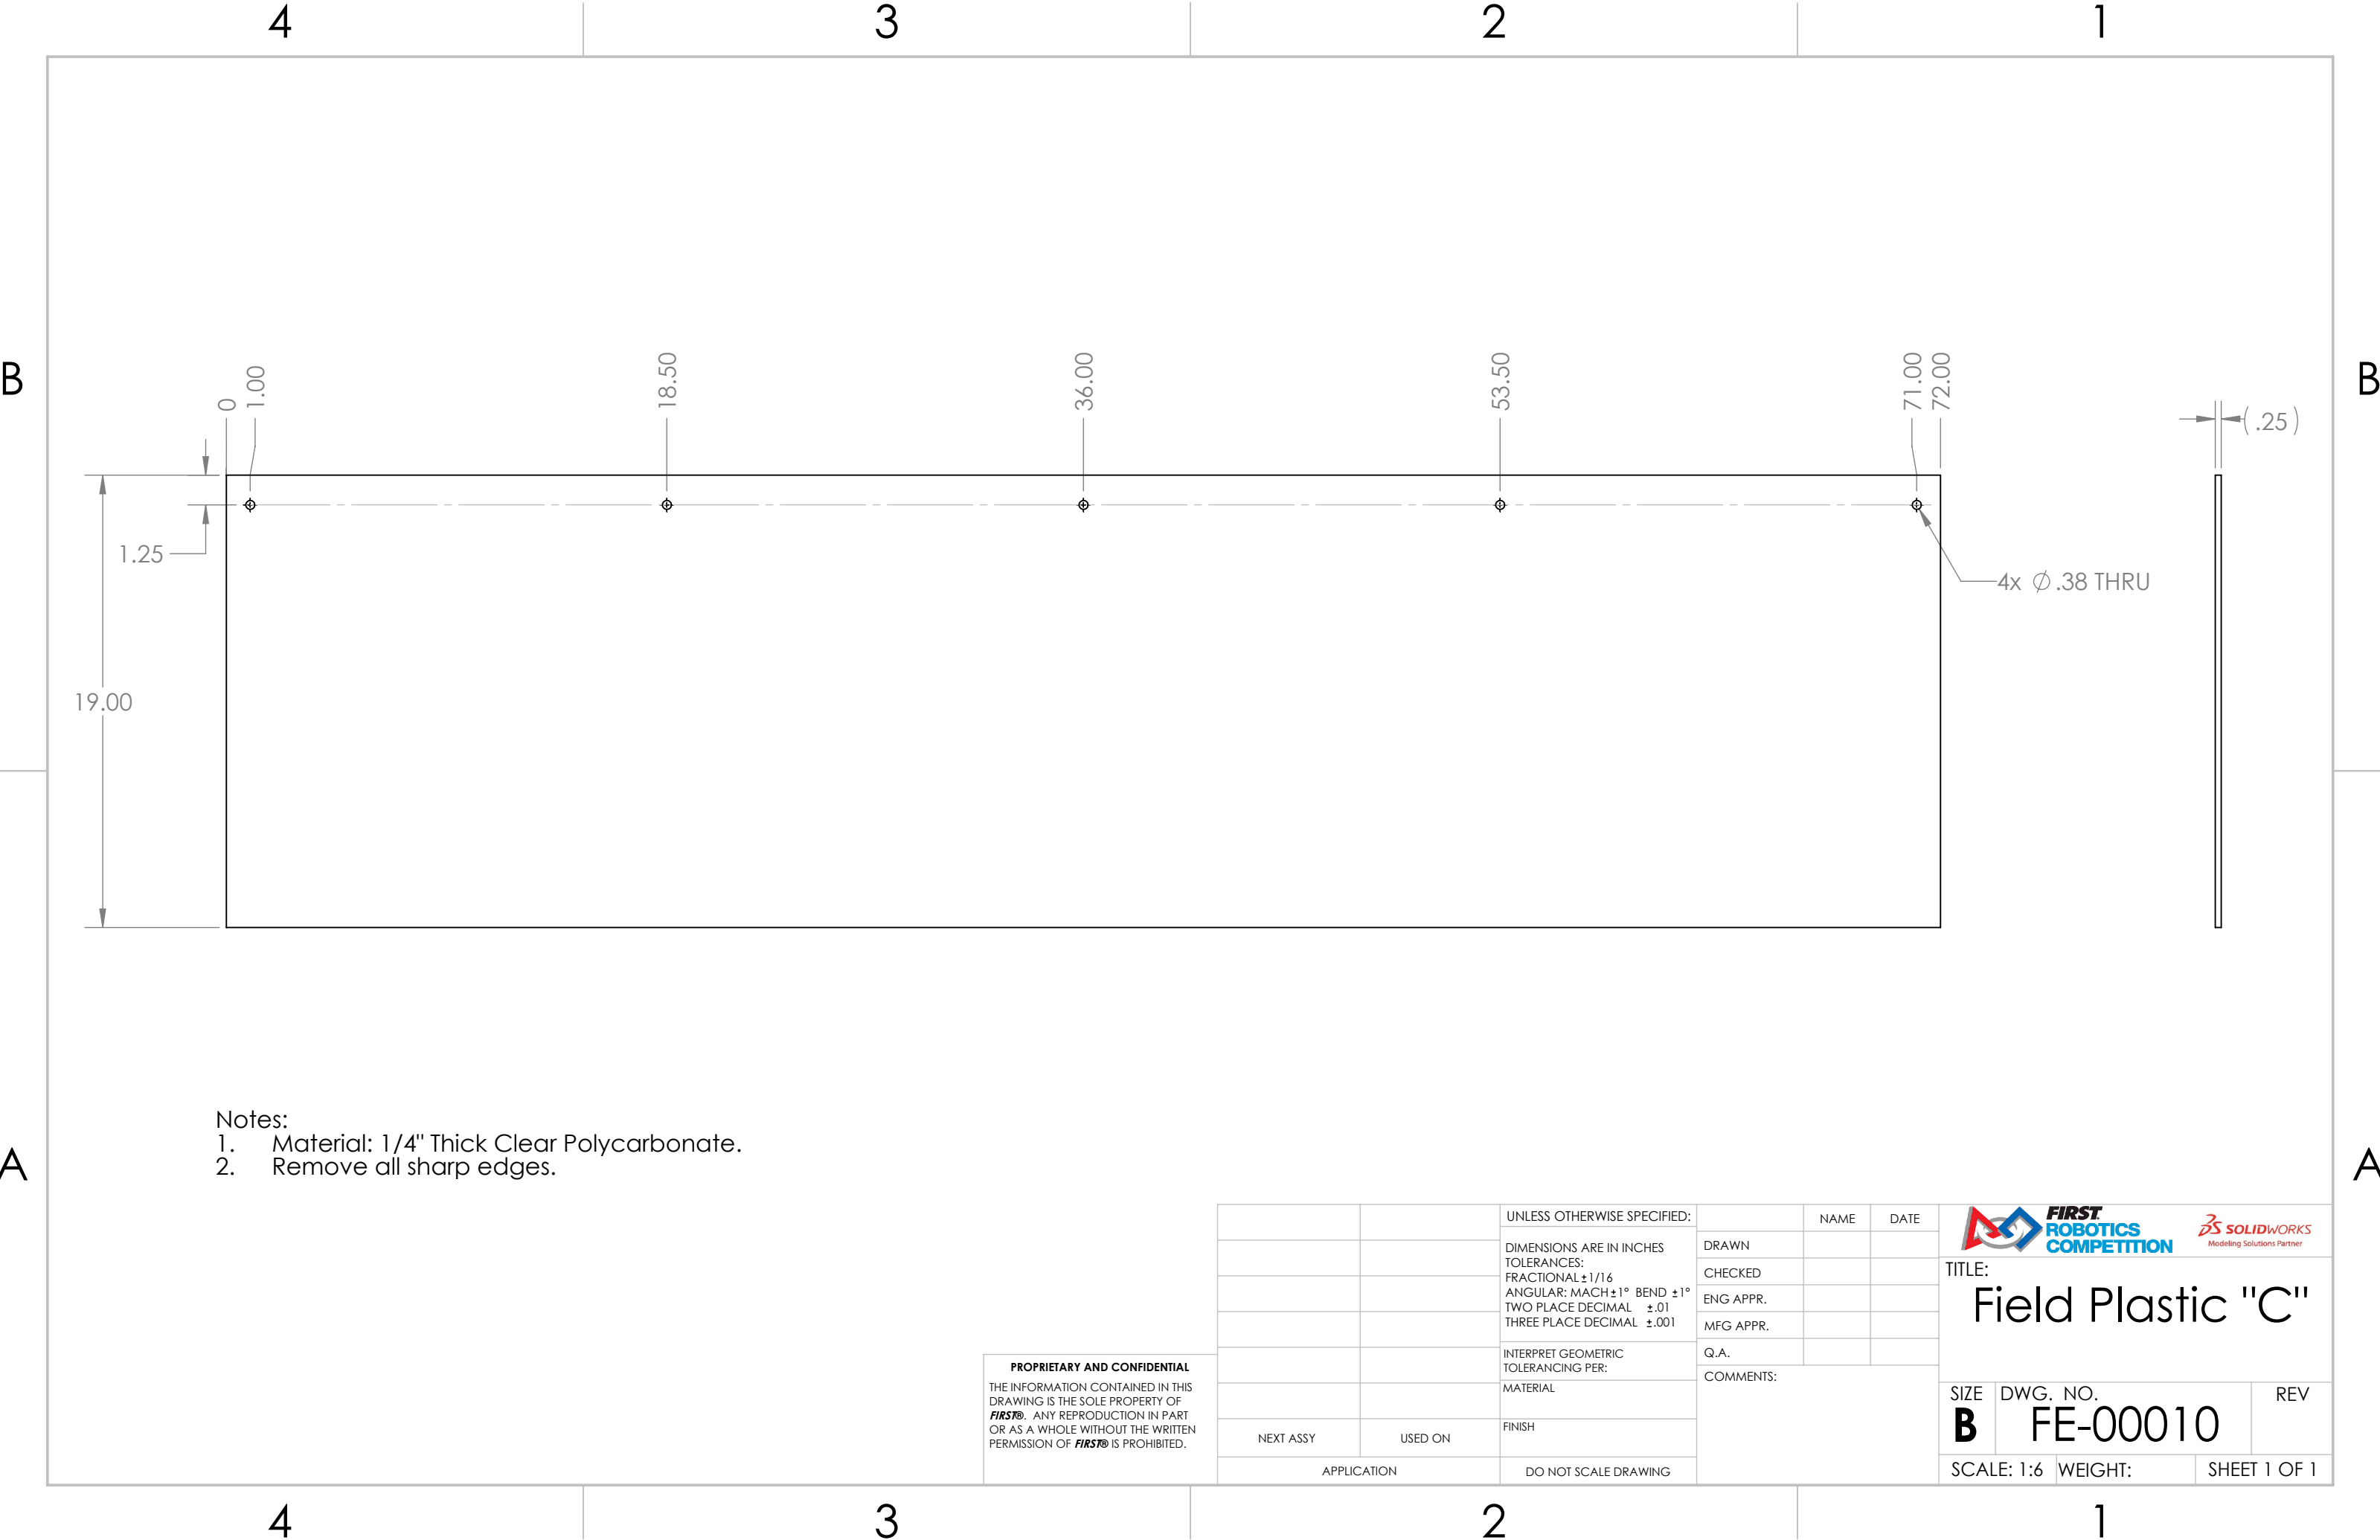 4 3 2 1
B B
0
1.00
18.50
36.00
53.50
71.00
72.00
(.25)
1.25
4x ∅ .38 THRU
19.00
Notes:
1. Material: 1/4" Thick Clear Polycarbonate.
2. Remove all sharp edges.
A A
PROPRIETARY AND CONFIDENTIAL
THE INFORMATION CONTAINED IN THIS
DRAWING IS THE SOLE PROPERTY OF
FIRST®. ANY REPRODUCTION IN PART
OR AS A WHOLE WITHOUT THE WRITTEN
PERMISSION OF FIRST® IS PROHIBITED.
NEXT ASSY USED ON
APPLICATION
UNLESS OTHERWISE SPECIFIED:
DIMENSIONS ARE IN INCHES
TOLERANCES:
FRACTIONAL ±1/16
ANGULAR: MACH ±1° BEND ±1°
TWO PLACE DECIMAL ±.01
THREE PLACE DECIMAL ±.001
INTERPRET GEOMETRIC
TOLERANCING PER:
MATERIAL
FINISH
DO NOT SCALE DRAWING
NAME DATE
DRAWN
CHECKED
ENG APPR.
MFG APPR.
Q.A.
COMMENTS:
FIRST
ROBOTICS
COMPETITION
SOLIDWORKS
Modeling Solutions Partner
TITLE:
Field Plastic "C"
SIZE DWG. NO. REV
B FE-00010
SCALE: 1:6 WEIGHT: SHEET 1 OF 1
4 3 2 1